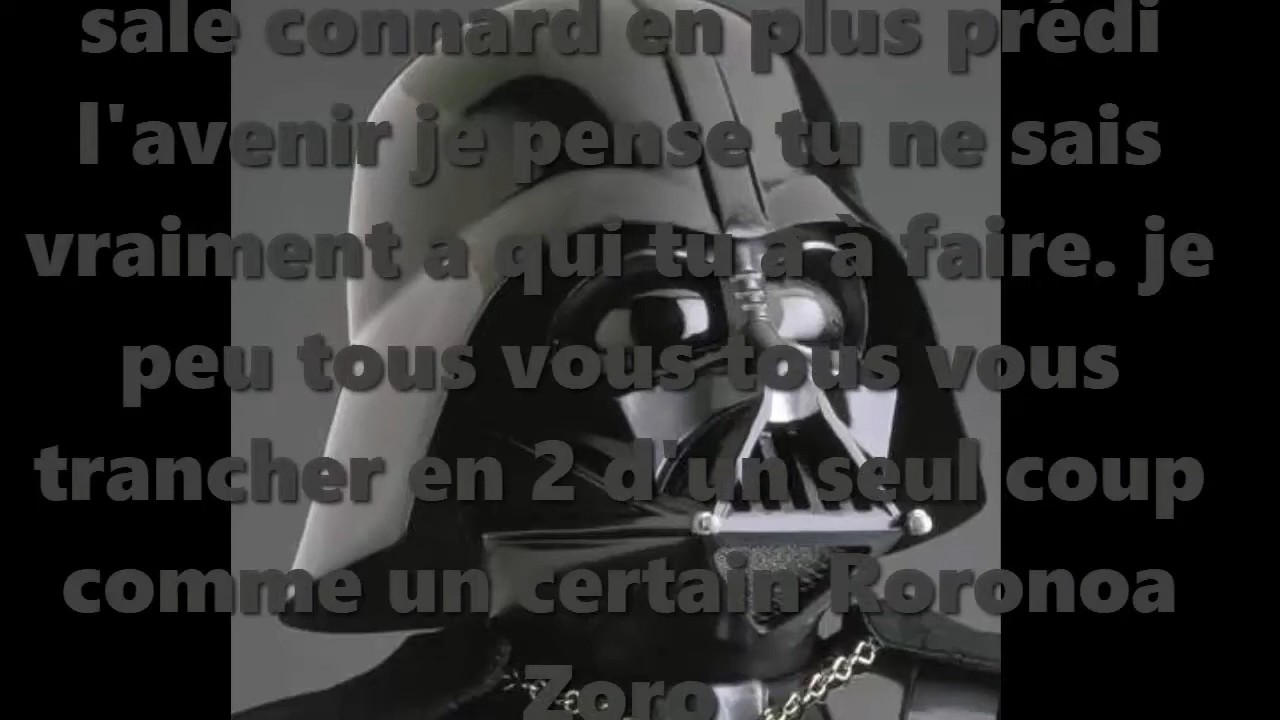 sale connard en plus prédi
l'avenir je pense tu ne sais
vraiment a qui tu a à faire. je
peu tous vous tous vous
trancher en 2 d'un seul coup
comme un certain Roronoa
Zoro